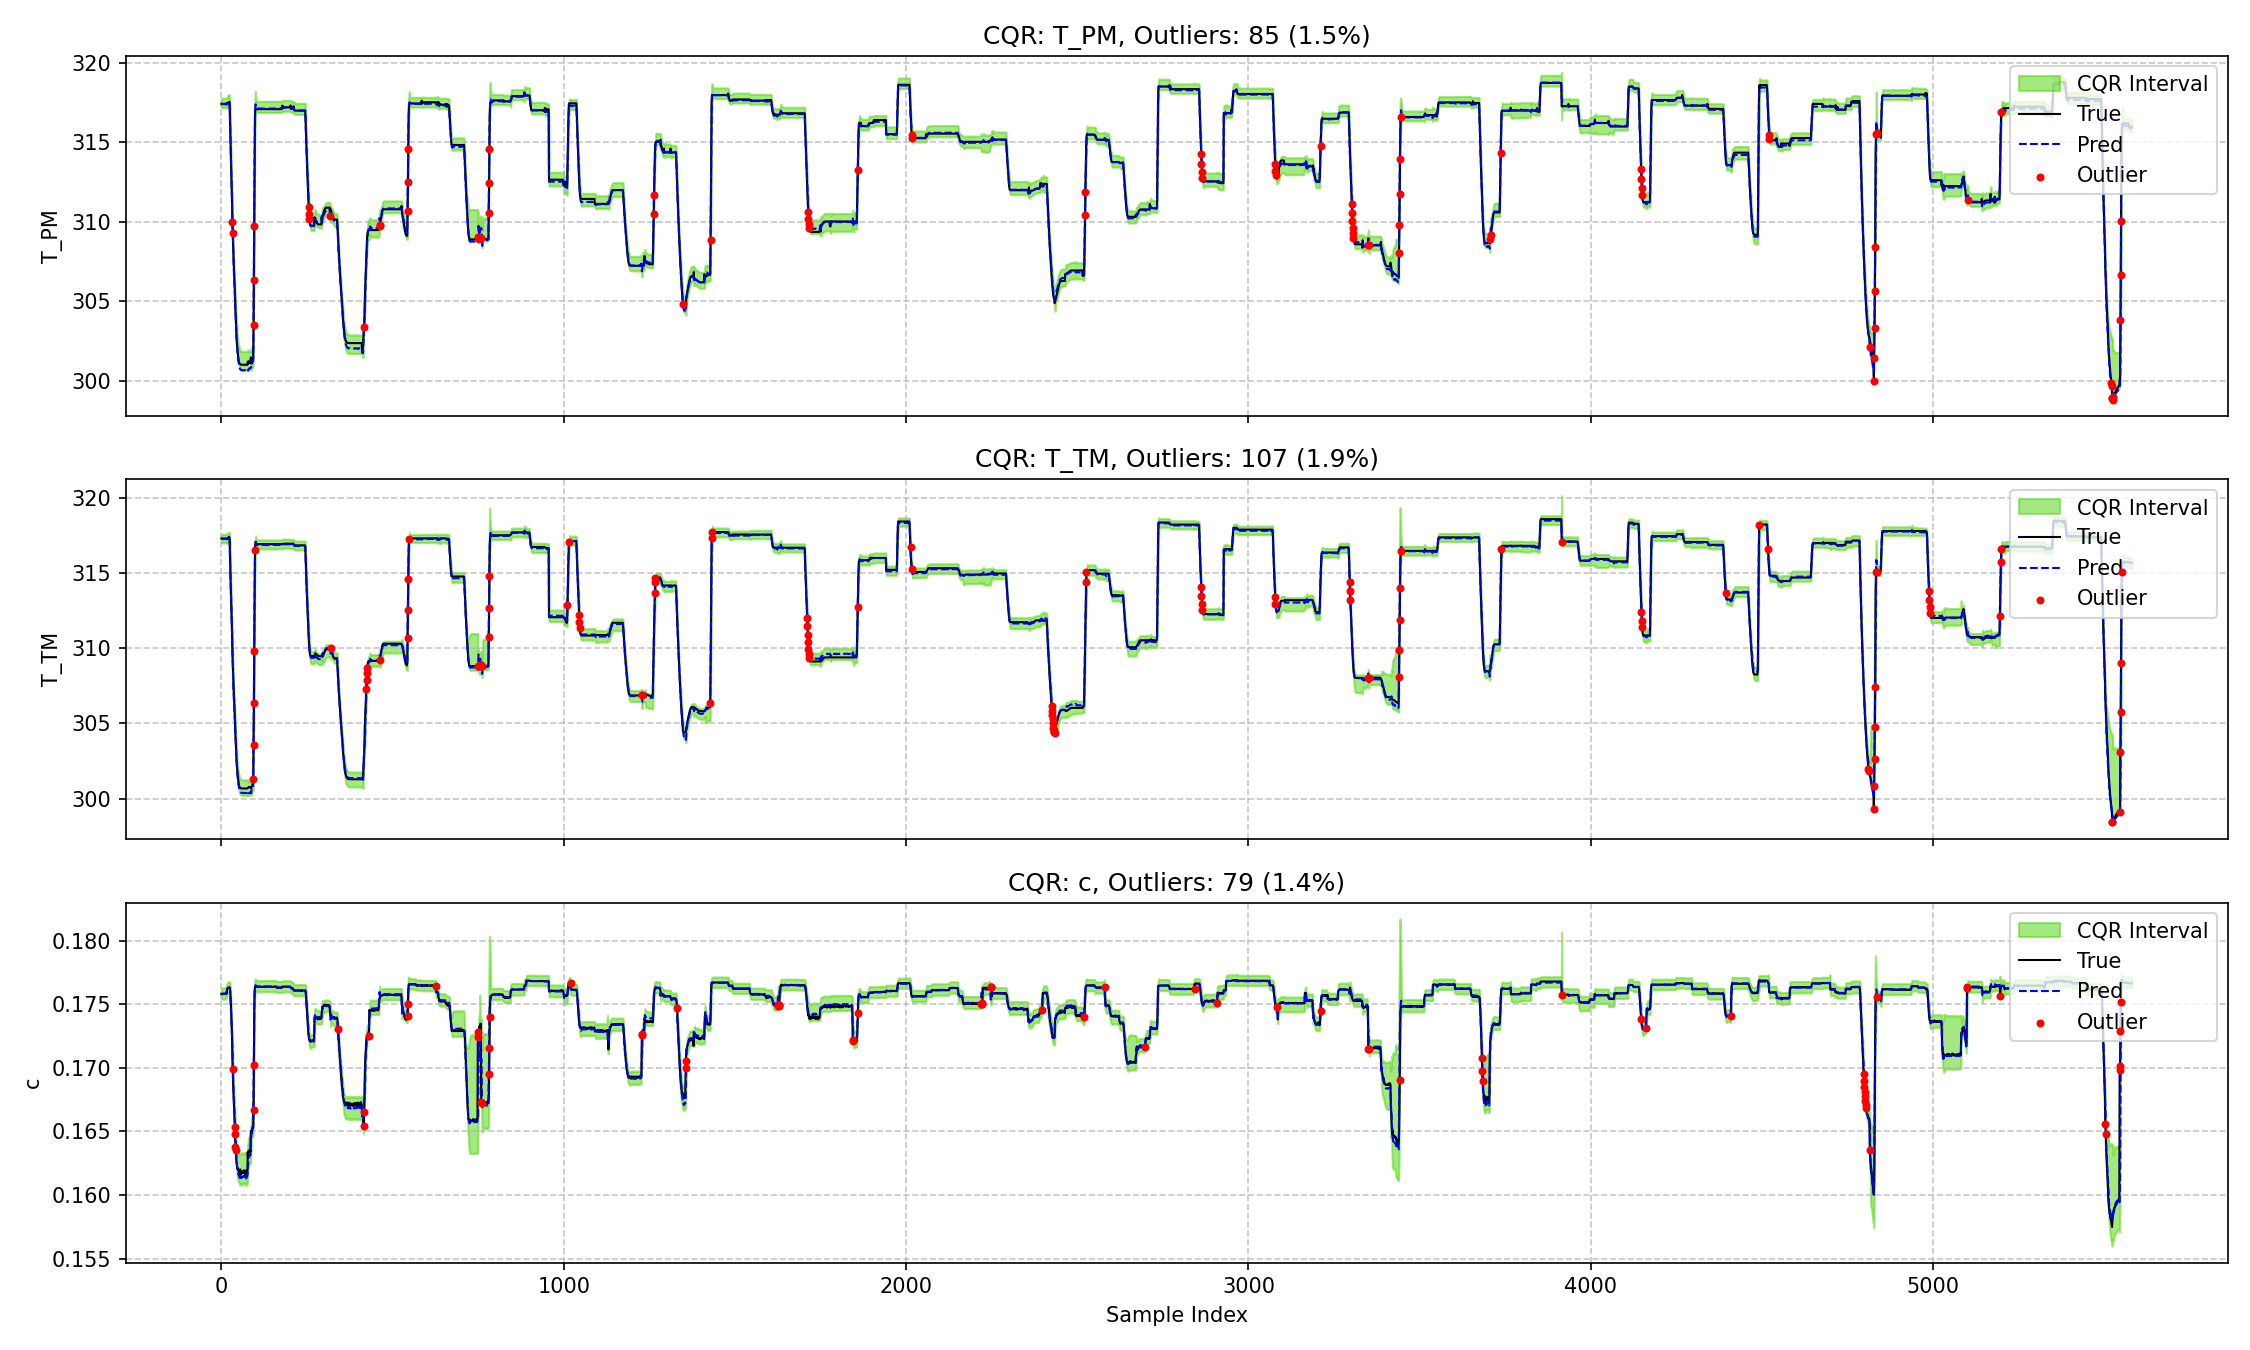 CQR: T_PM, Outliers: 85 (1.5%)
320
315
310
305
300
T_PM
CQR Interval
True
Pred
Outlier
CQR: T_TM, Outliers: 107 (1.9%)
320
315
310
305
300
T_TM
CQR Interval
True
Pred
Outlier
CQR: c, Outliers: 79 (1.4%)
0.180
0.175
0.170
0.165
0.160
0.155
c
CQR Interval
True
Pred
Outlier
0 1000 2000 3000 4000 5000
Sample Index